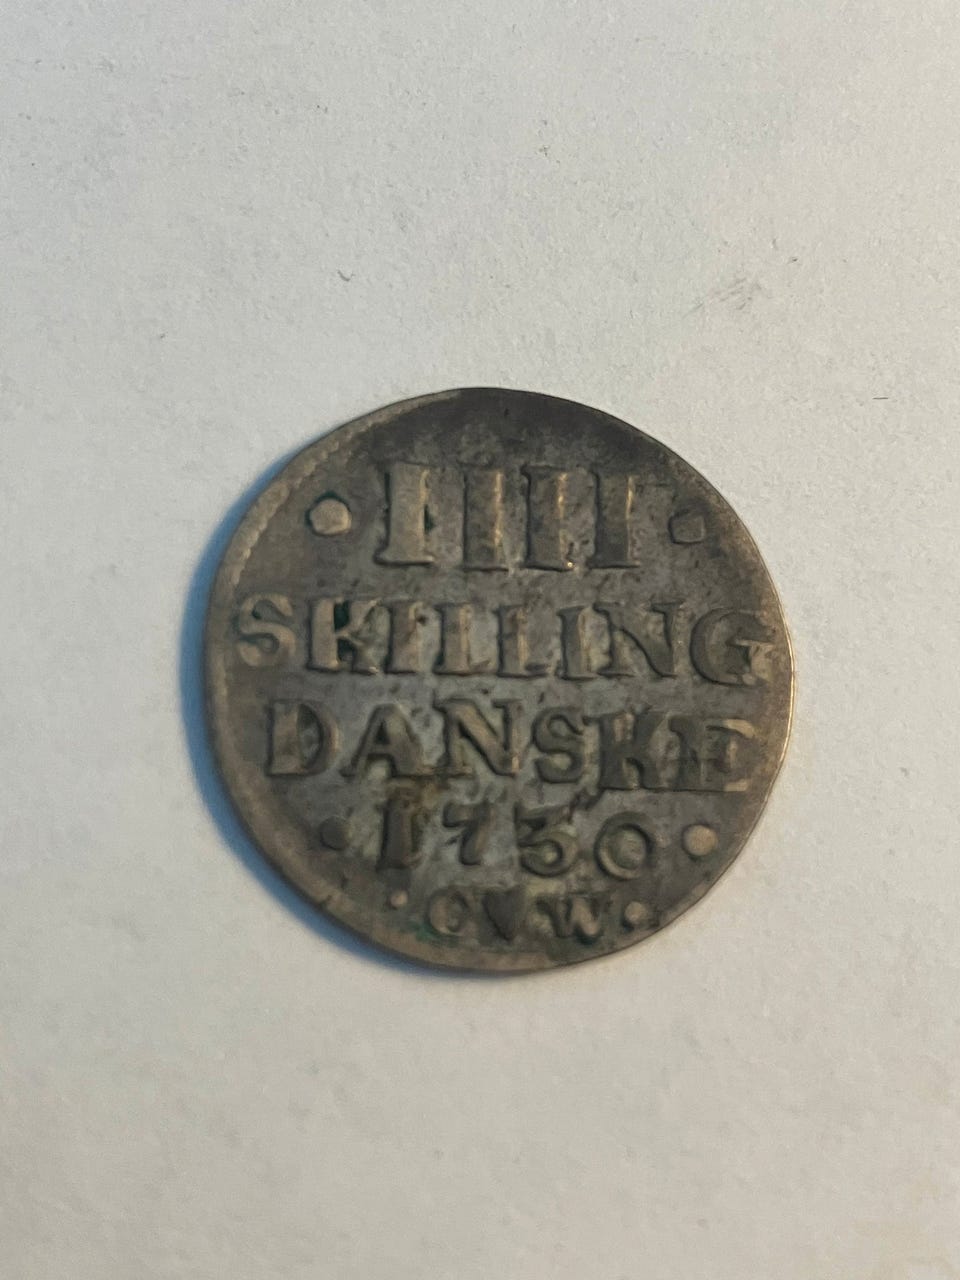 · IIII ·
SKILLING
DANSKE
· 1730 ·
· C V W ·